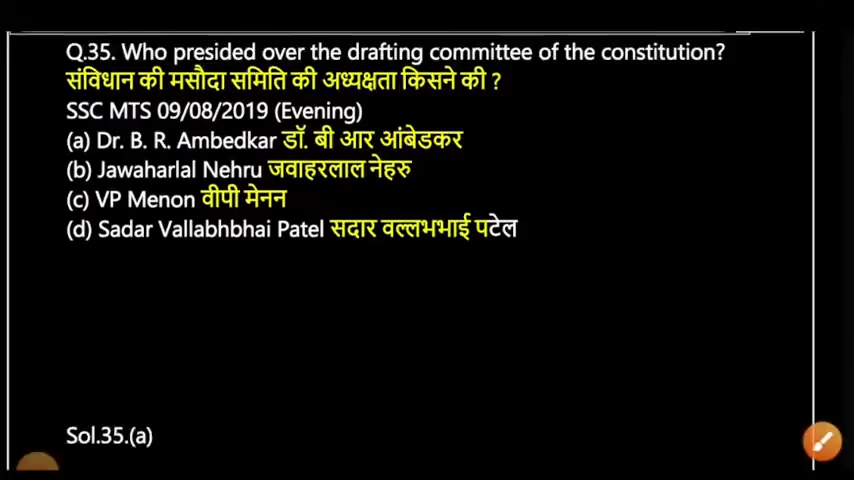 Q.35. Who presided over the drafting committee of the constitution?
संविधान की मसौदा समिति की अध्यक्षता किसने की ?
SSC MTS 09/08/2019 (Evening)
(a) Dr. B. R. Ambedkar डॉ. बी आर आंबेडकर
(b) Jawaharlal Nehru जवाहरलाल नेहरु
(c) VP Menon वीपी मेनन
(d) Sadar Vallabhbhai Patel सदार वल्लभभाई पटेल
Sol.35.(a)